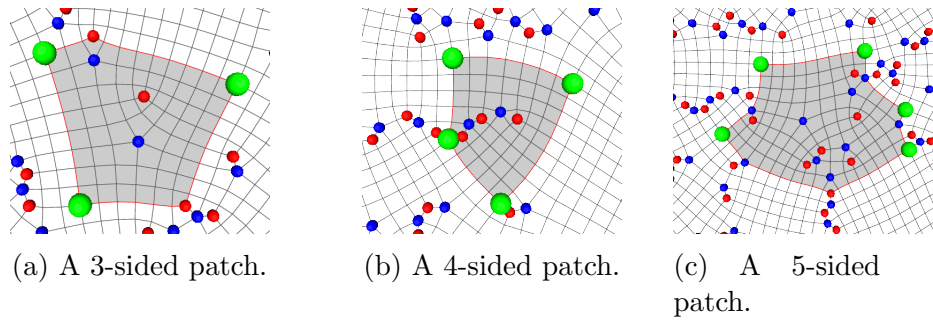 (a) A 3-sided patch.
(b) A 4-sided patch.
(c) A 5-sided
patch.